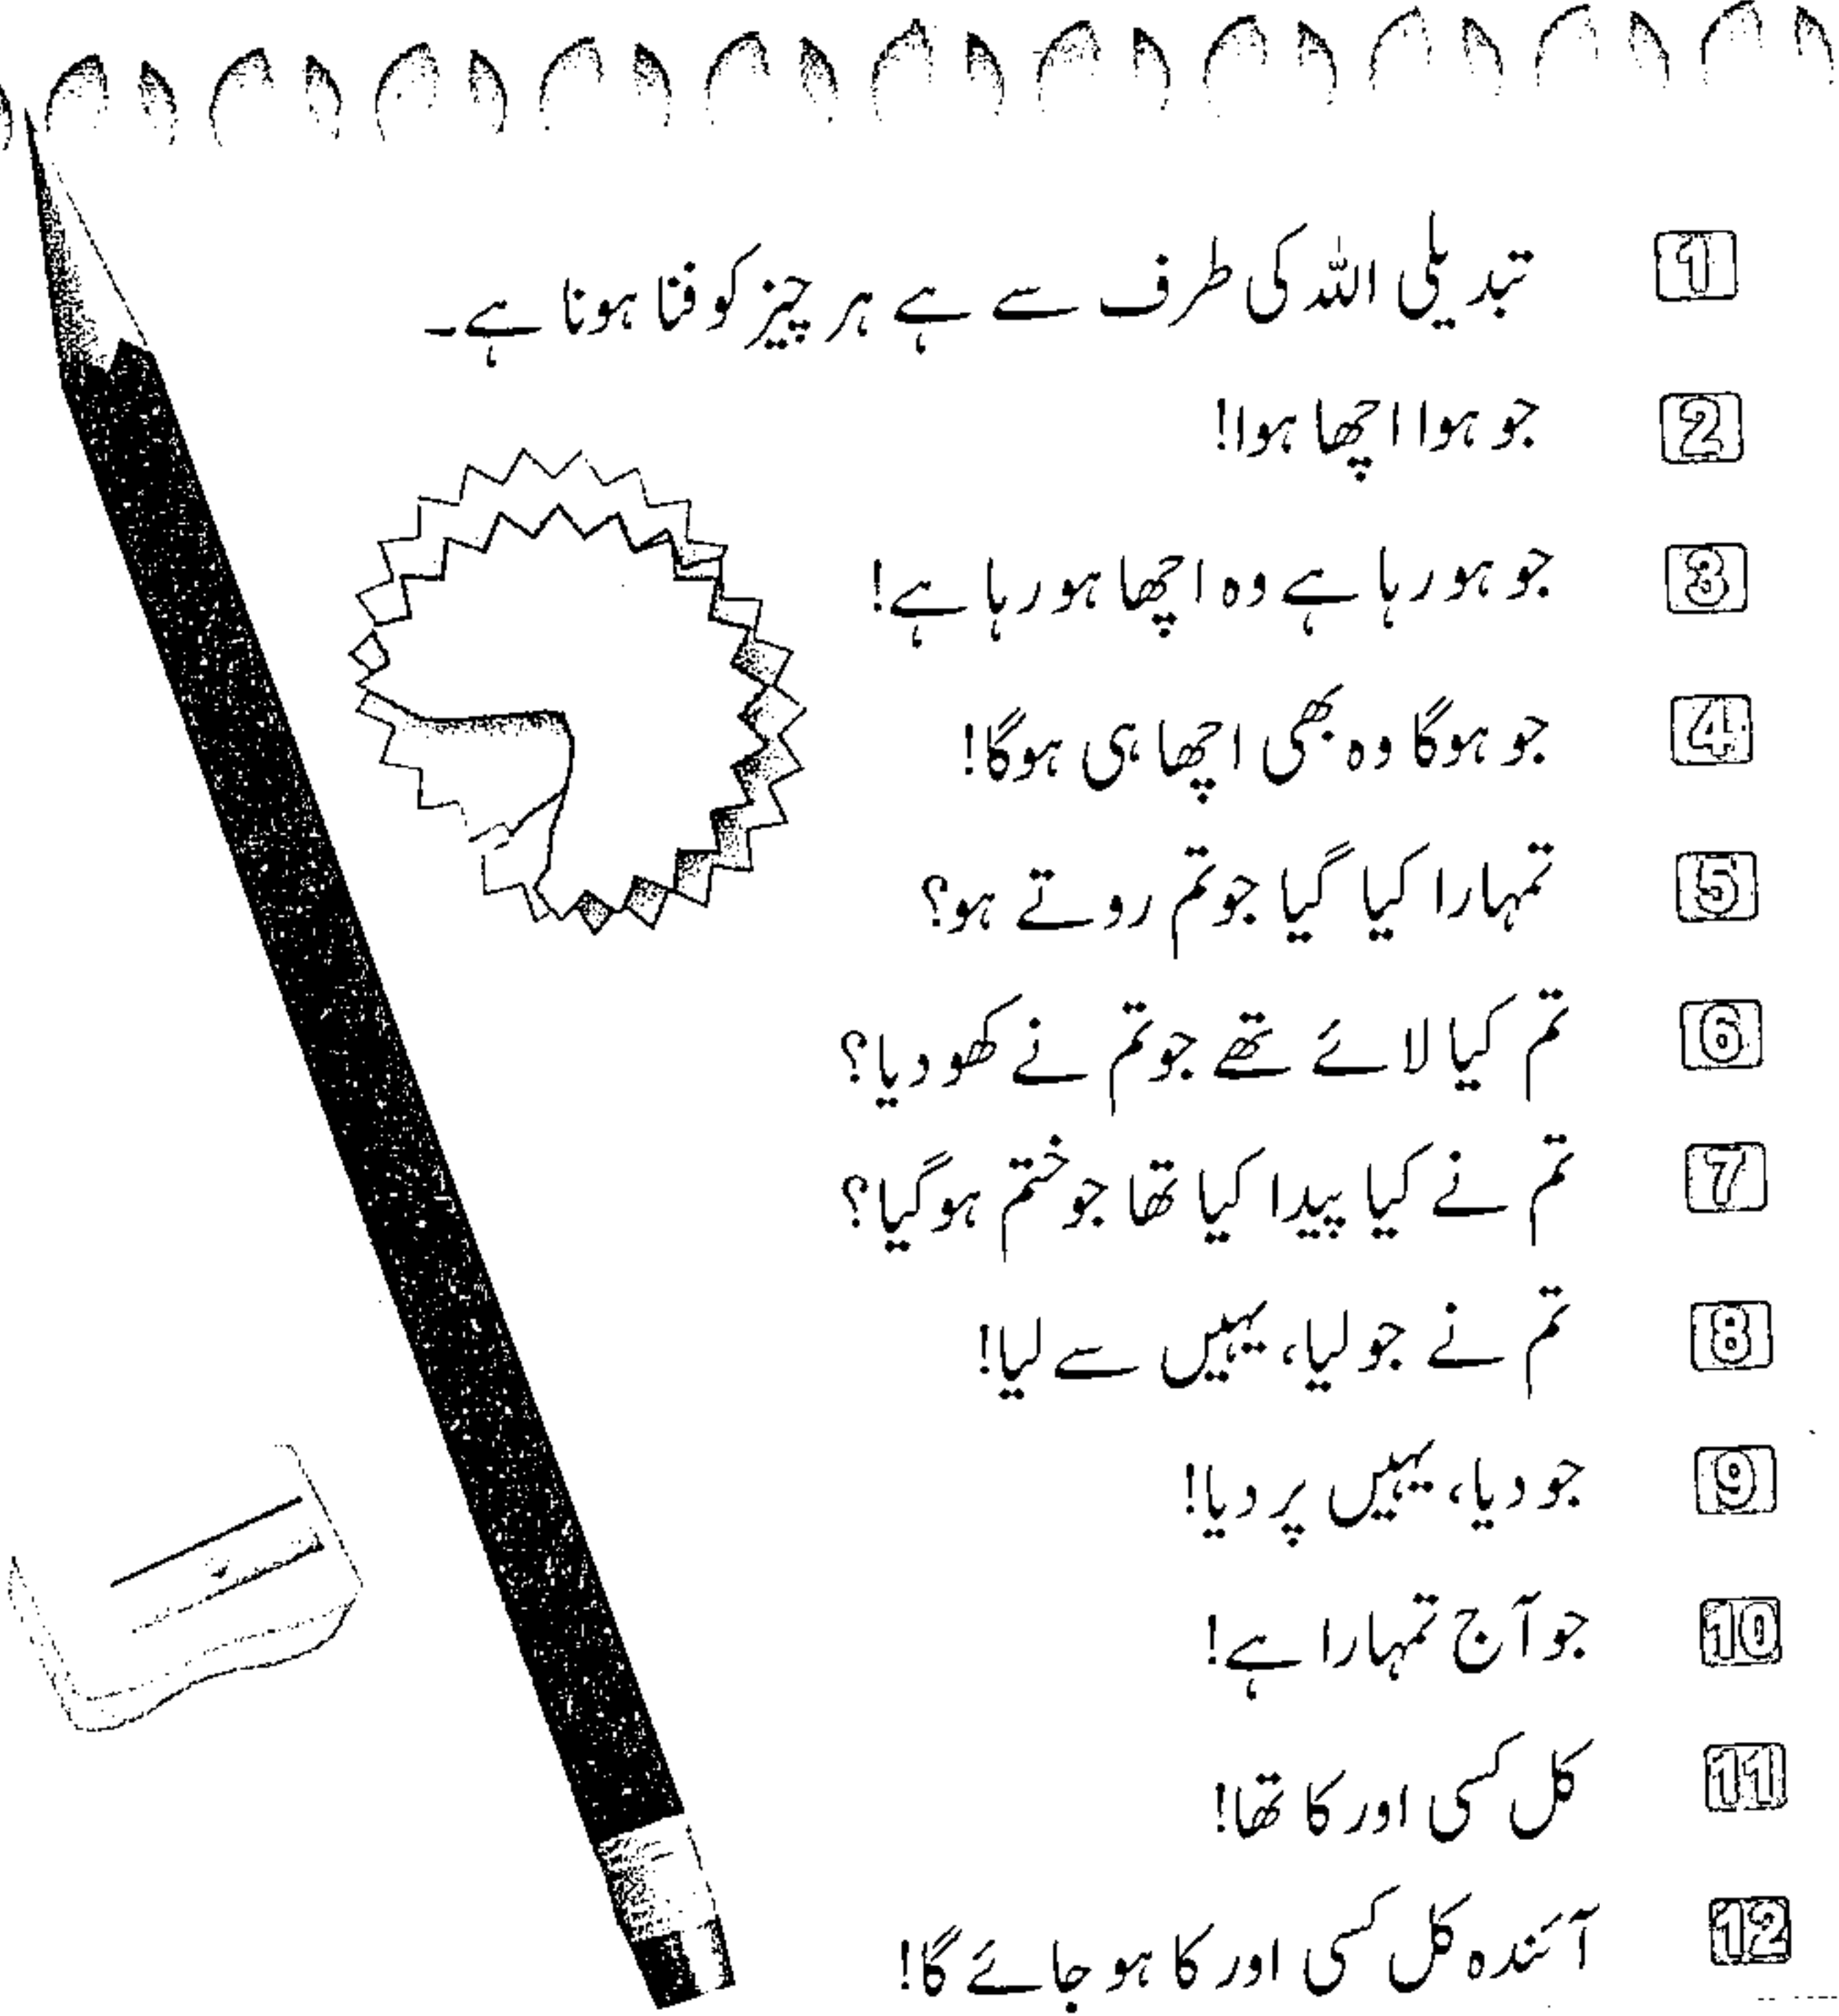 1 تبدیلی اللہ کی طرف سے ہے ہر چیز کو فنا ہونا ہے۔
2 جو ہوا اچھا ہوا!
3 جو ہو رہا ہے وہ اچھا ہو رہا ہے!
4 جو ہوگا وہ بھی اچھا ہی ہوگا!
5 تمہارا کیا گیا جو تم روتے ہو؟
6 تم کیا لائے تھے جو تم نے کھو دیا؟
7 تم نے کیا پیدا کیا تھا جو ختم ہوگیا؟
8 تم نے جو لیا، یہیں سے لیا!
9 جو دیا، یہیں پر دیا!
10 جو آج تمہارا ہے!
11 کل کسی اور کا تھا!
12 آئندہ کل کسی اور کا ہو جائے گا!